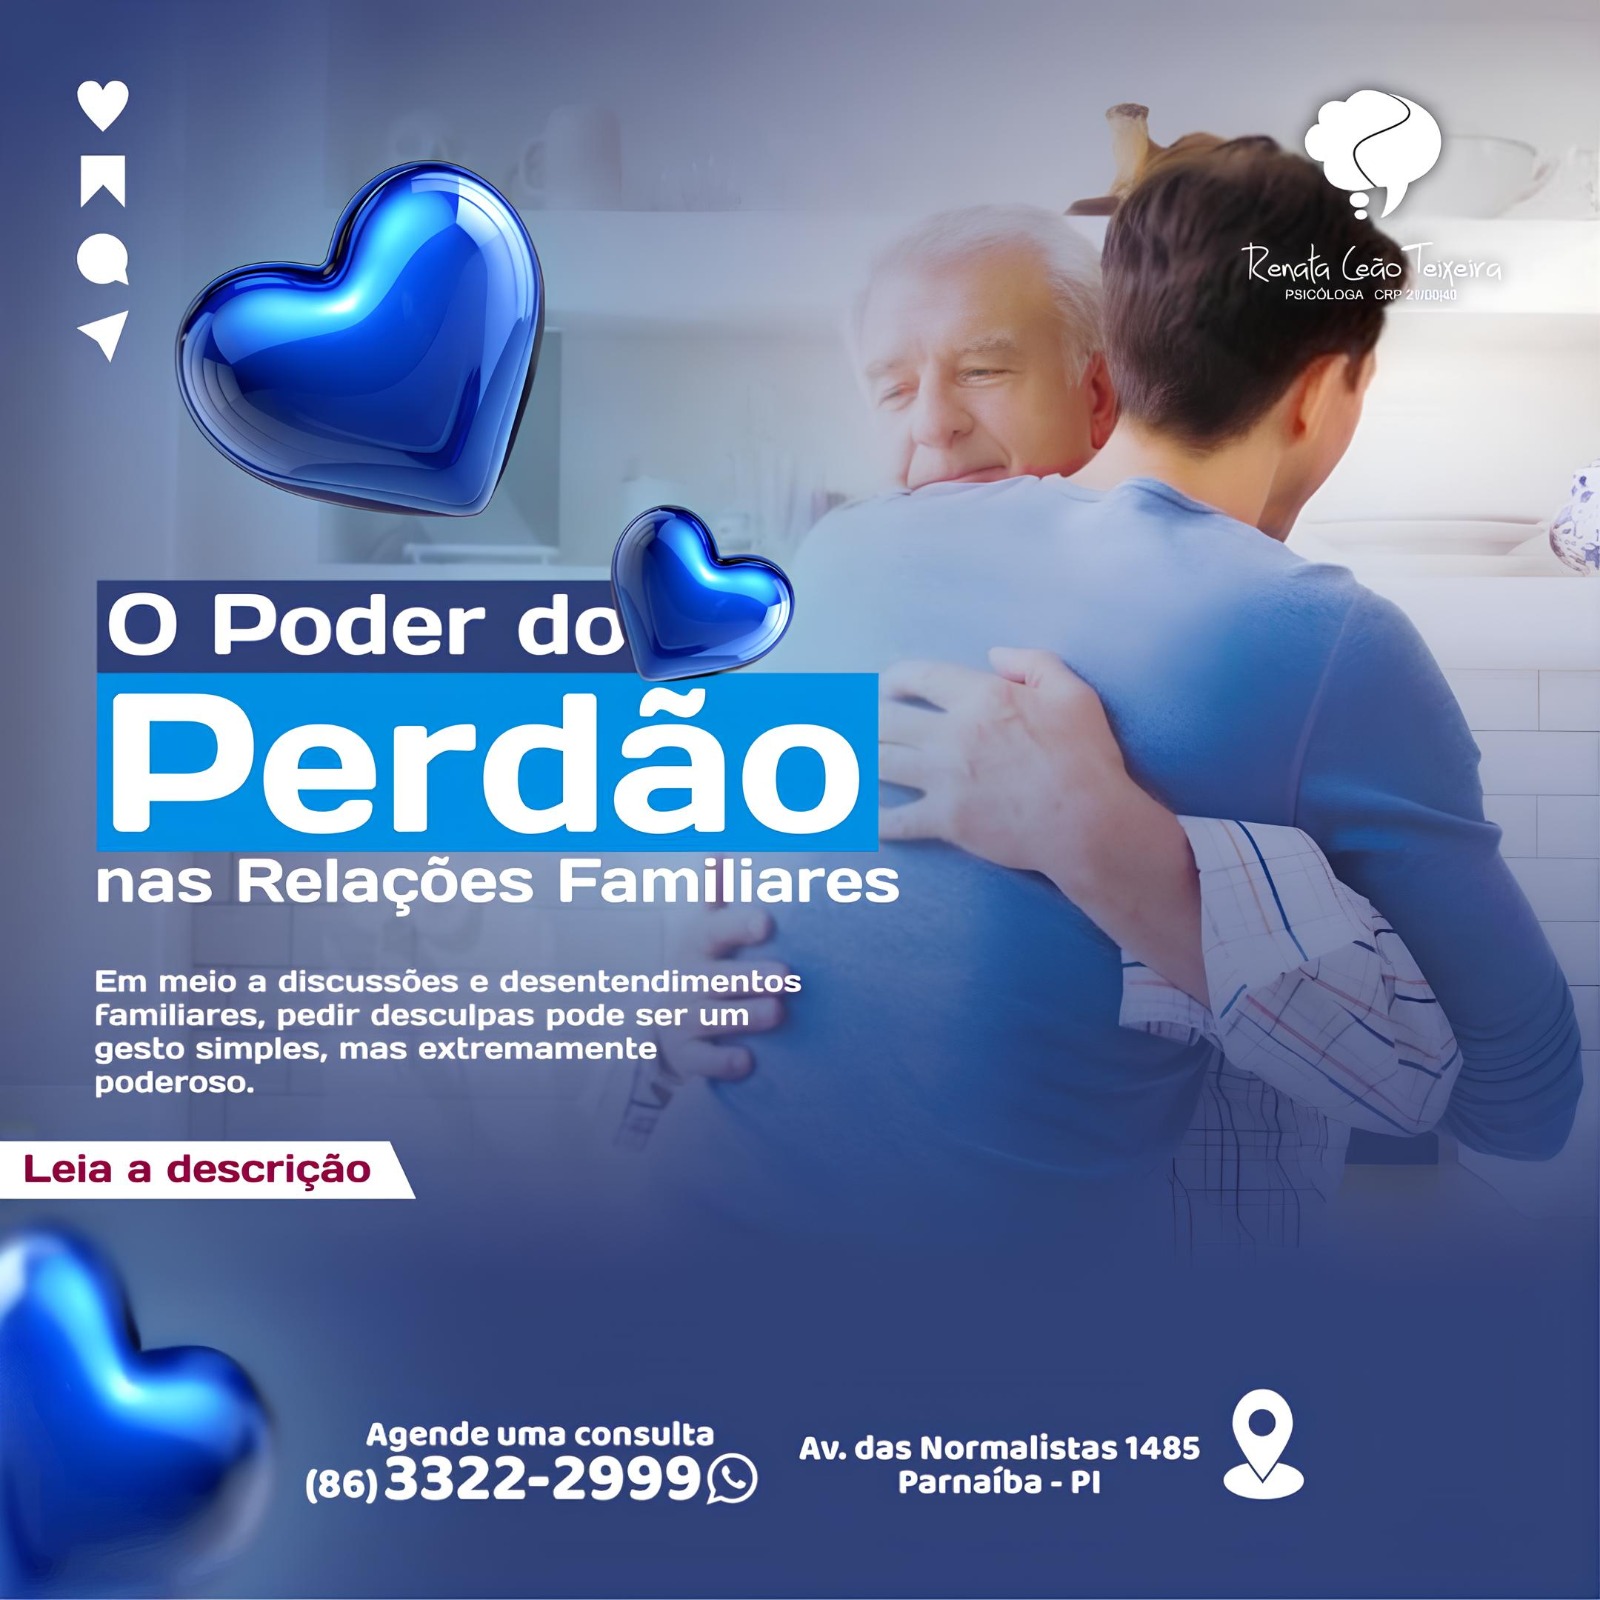 Renata Leão Teixeira
PSICÓLOGA CRP
O Poder do
Perdão
nas Relações Familiares
Em meio a discussões e desentendimentos
familiares, pedir desculpas pode ser um
gesto simples, mas extremamente
poderoso.
Leia a descrição
Agende uma consulta
(86) 3322-2999
Av. das Normalistas 1485
Parnaíba - PI